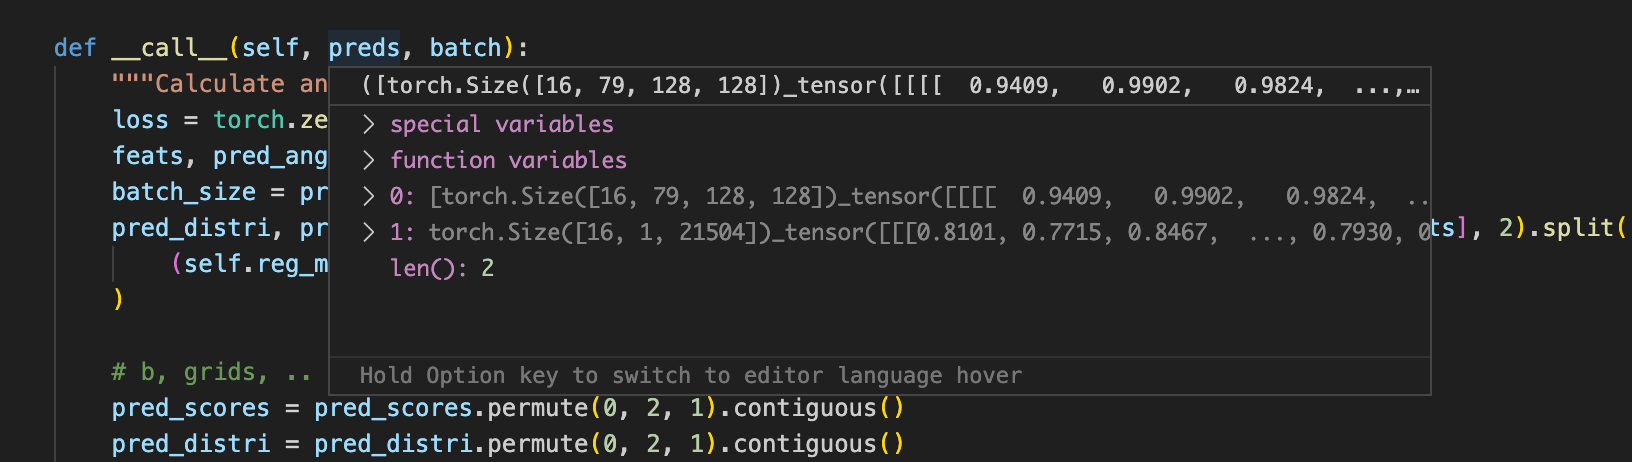 def __call__(self, preds, batch):
"""Calculate an
([torch.Size([16, 79, 128, 128])_tensor([[[[  0.9409,   0.9902,   0.9824,  ...,…
loss = torch.ze
> special variables
feats, pred_ang
> function variables
batch_size = pr
> 0: [torch.Size([16, 79, 128, 128])_tensor([[[[  0.9409,   0.9902,   0.9824,  ..
pred_distri, pr
> 1: torch.Size([16, 1, 21504])_tensor([[[0.8101, 0.7715, 0.8467,  ..., 0.7930, 0
ts], 2).split(
(self.reg_m
len(): 2
)
# b, grids, ..
Hold Option key to switch to editor language hover
pred_scores = pred_scores.permute(0, 2, 1).contiguous()
pred_distri = pred_distri.permute(0, 2, 1).contiguous()